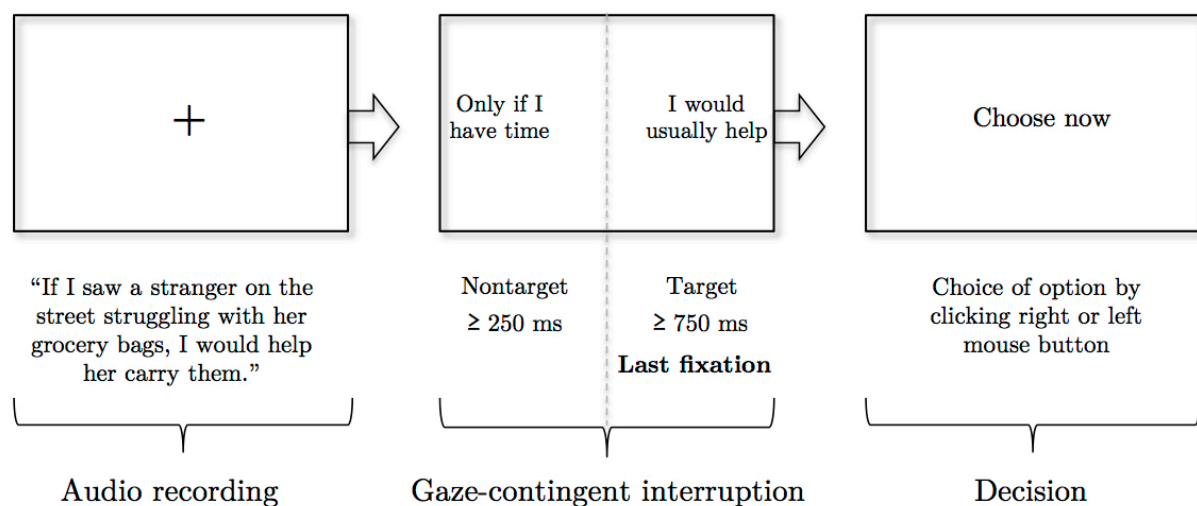 +
Only if I
have time
I would
usually help
Choose now
“If I saw a stranger on the
street struggling with her
grocery bags, I would help
her carry them.”
Nontarget
≥ 250 ms
Target
≥ 750 ms
Last fixation
Choice of option by
clicking right or left
mouse button
Audio recording
Gaze-contingent interruption
Decision